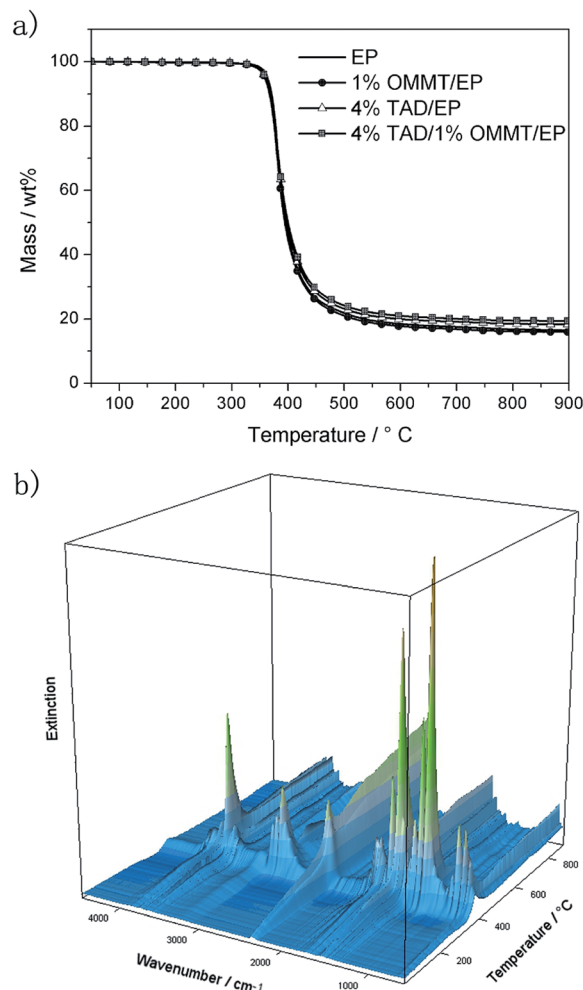 a)
100
80
60
40
20
0
Mass / wt%
EP
1% OMMT/EP
4% TAD/EP
4% TAD/1% OMMT/EP
100 200 300 400 500 600 700 800 900
Temperature / ° C
b)
Extinction
4000 3000 2000 1000
Wavenumber / cm-1
200 400 600 800
Temperature / °C